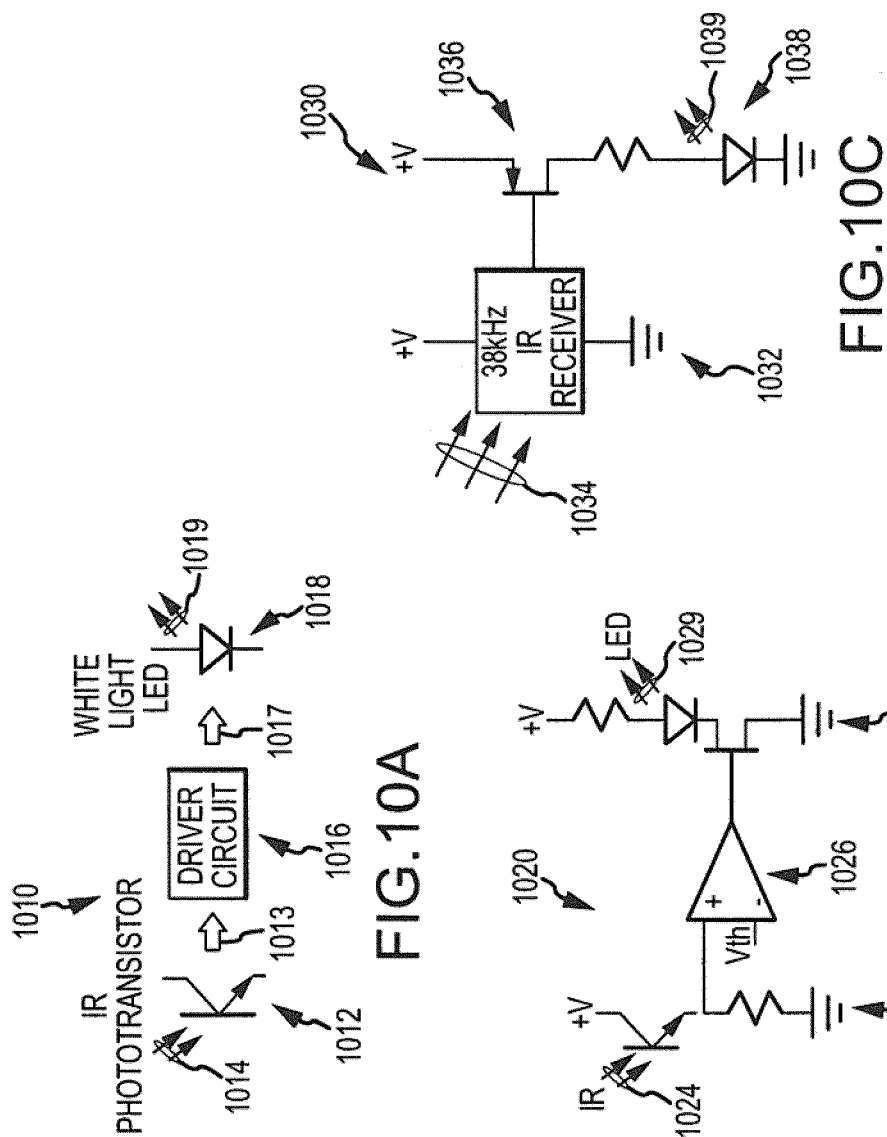 1010
IR
PHOTOTRANSISTOR
1014
1012
1013
DRIVER
CIRCUIT
1016
1017
WHITE
LIGHT
LED
1019
1018
FIG.10A
1020
+V
IR
1024
Vth
+
-
1026
+V
LED
1029
1030
+V
38kHz
IR
RECEIVER
1034
1032
+V
1036
1039
1038
FIG.10C